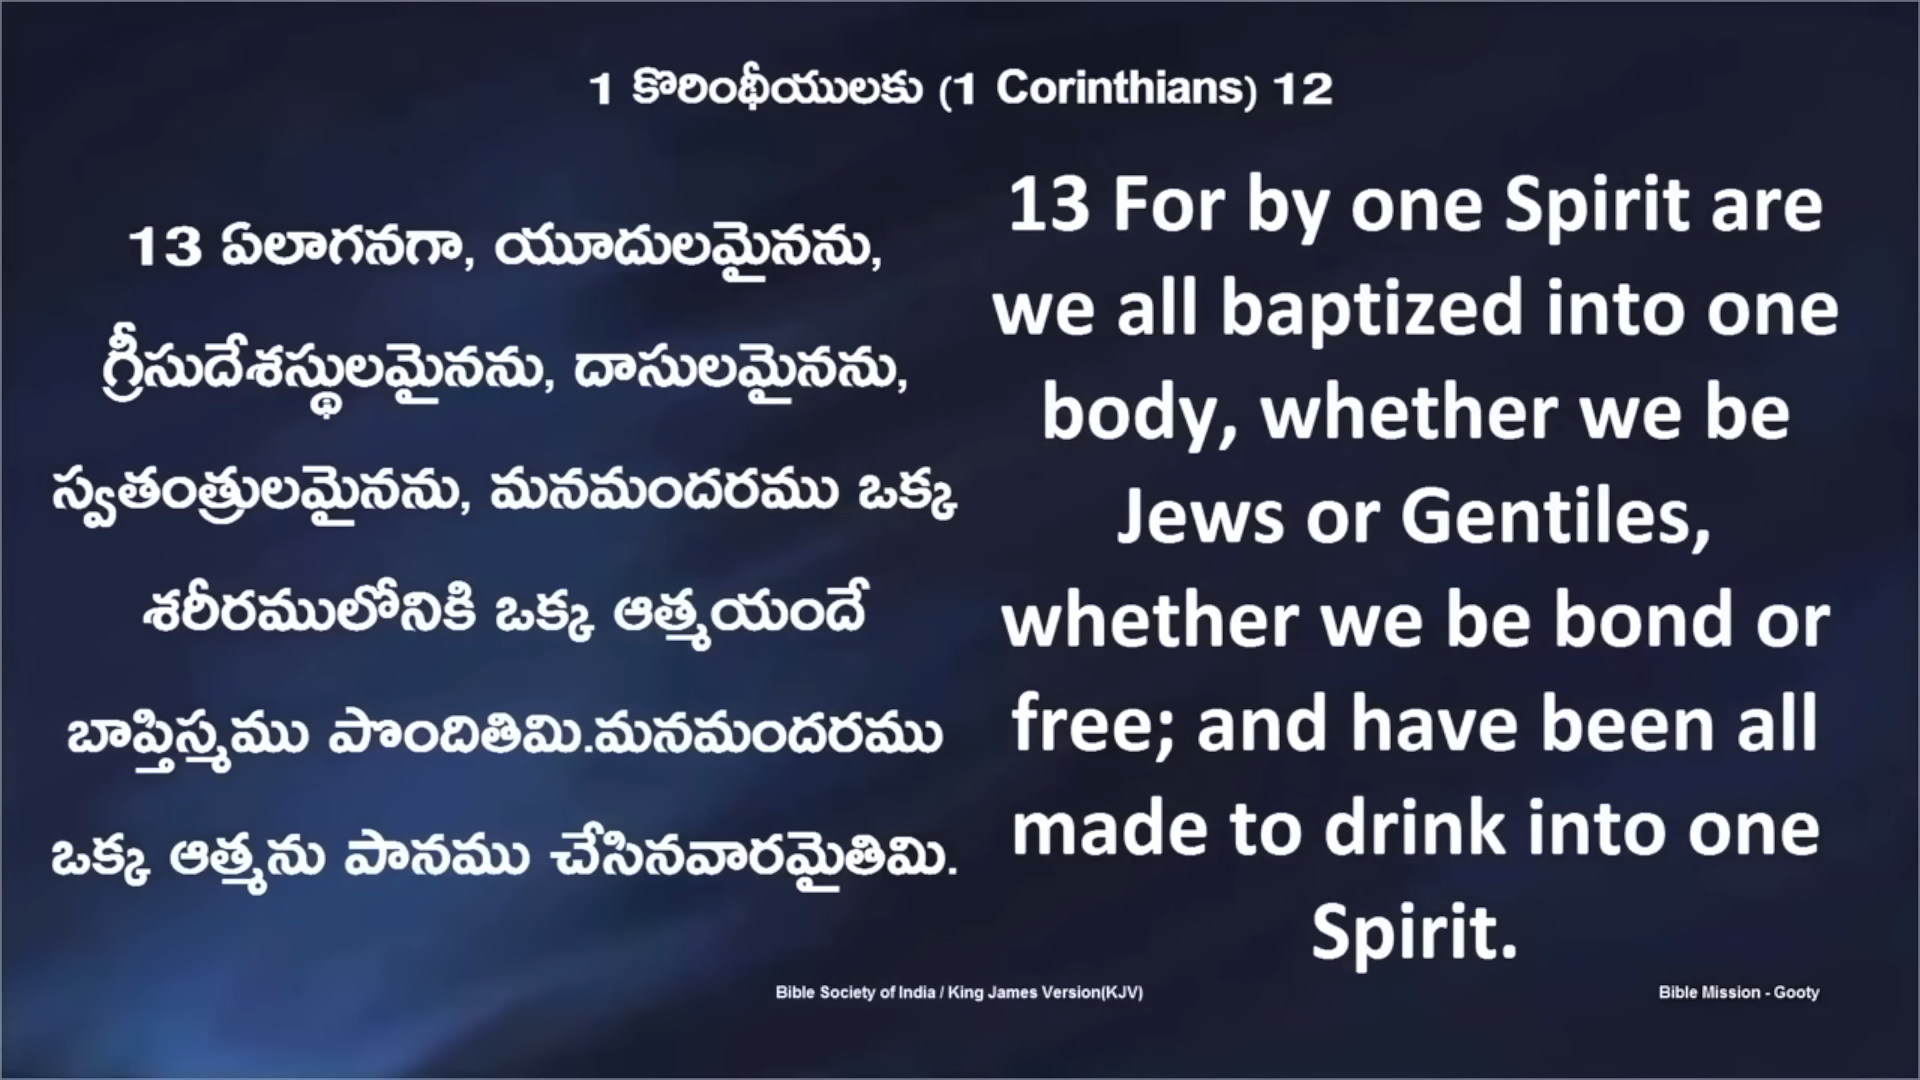 1 కొరింథీయులకు (1 Corinthians) 12
13 ఏలాగనగా, యూదులమైనను,
గ్రీసుదేశస్థులమైనను, దాసులమైనను,
స్వతంత్రులమైనను, మనమందరము ఒక్క
శరీరములోనికి ఒక్క ఆత్మయందే
బాప్తిస్మము పొందితిమి.మనమందరము
ఒక్క ఆత్మను పానము చేసినవారమైతిమి.
13 For by one Spirit are
we all baptized into one
body, whether we be
Jews or Gentiles,
whether we be bond or
free; and have been all
made to drink into one
Spirit.
Bible Society of India / King James Version(KJV)
Bible Mission - Gooty